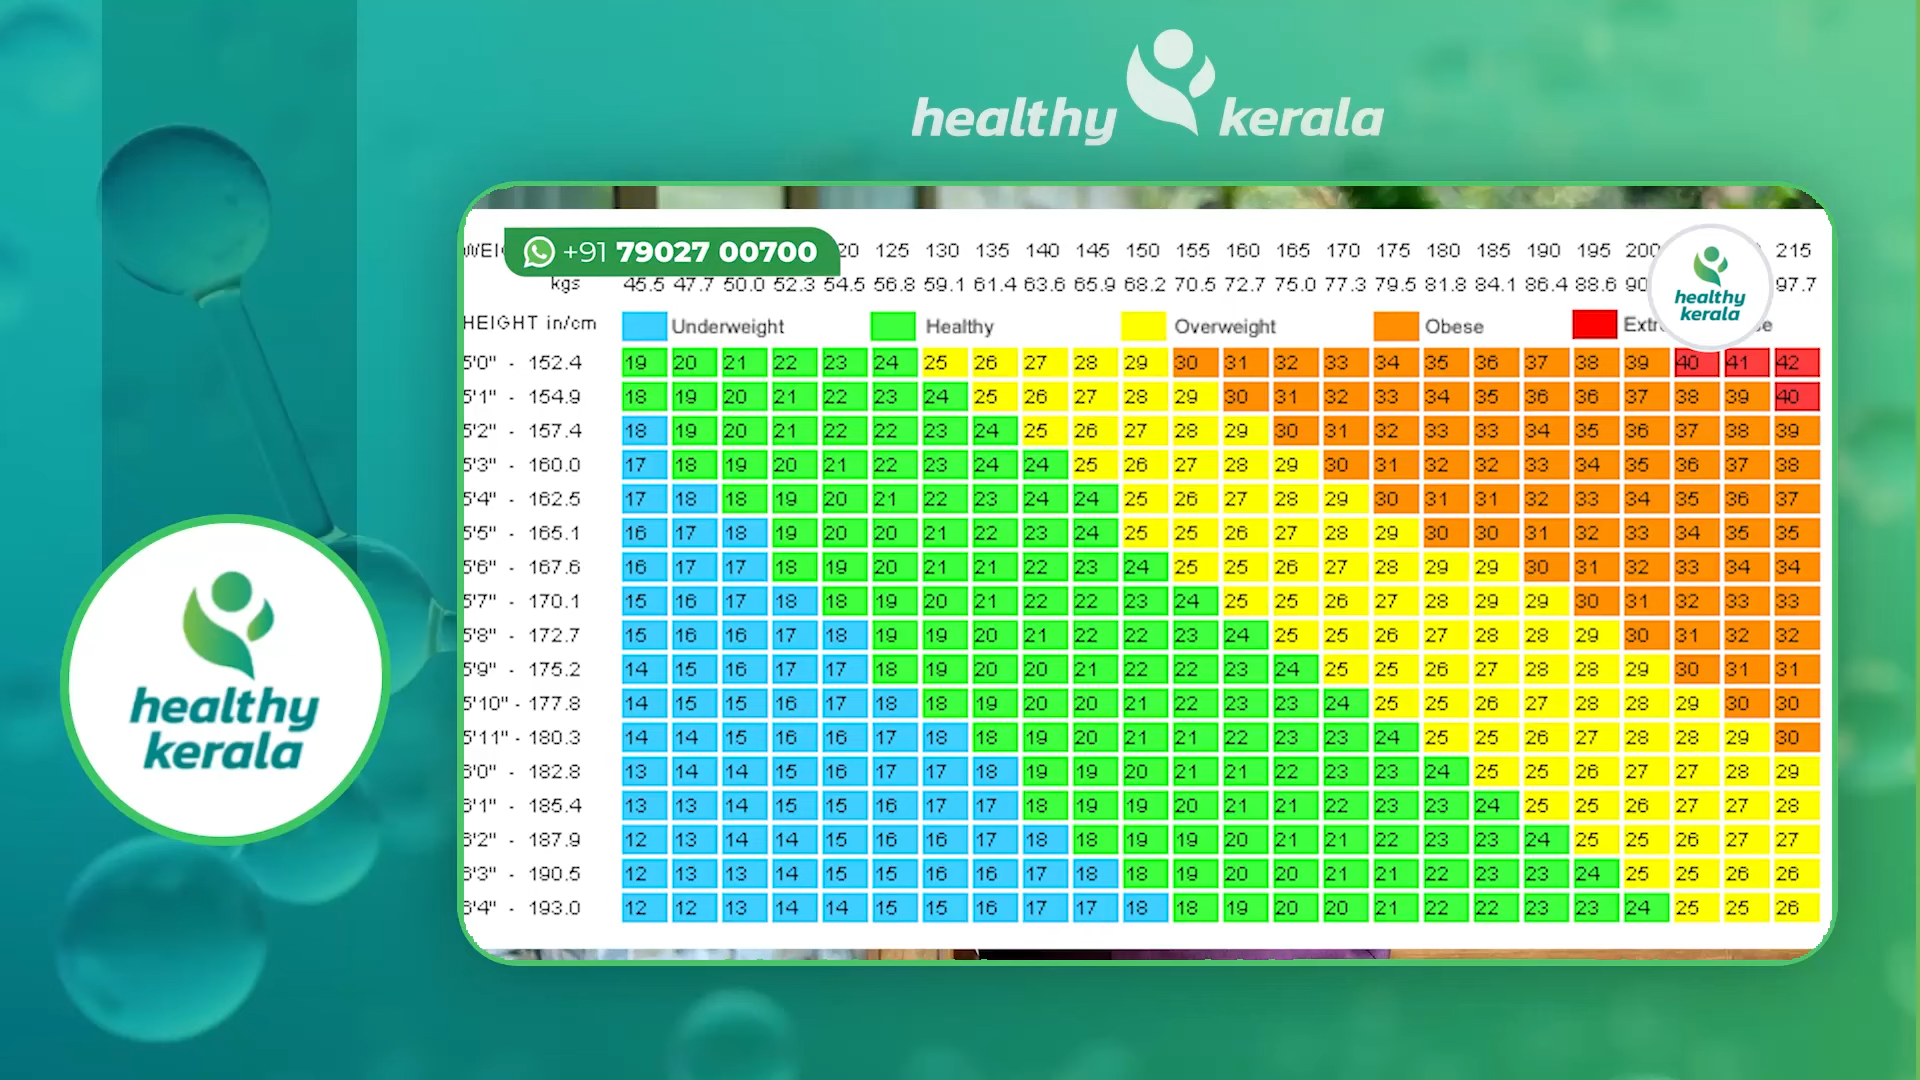 healthy kerala
+91 79027 00700
120 125 130 135 140 145 150 155 160 165 170 175 180 185 190 195 200 215
kgs 45.5 47.7 50.0 52.3 54.5 56.8 59.1 61.4 63.6 65.9 68.2 70.5 72.7 75.0 77.3 79.5 81.8 84.1 86.4 88.6 97.7
healthy
kerala
HEIGHT in/cm Underweight Healthy Overweight Obese
5'0" - 152.4 19 20 21 22 23 24 25 26 27 28 29 30 31 32 33 34 35 36 37 38 39 40 41 42
5'1" - 154.9 18 19 20 21 22 23 24 25 26 27 28 29 30 31 32 33 34 35 36 36 37 38 39 40
5'2" - 157.4 18 19 20 21 22 22 23 24 25 26 27 28 29 30 31 32 33 33 34 35 36 37 38 39
5'3" - 160.0 17 18 19 20 21 22 23 24 24 25 26 27 28 29 30 31 32 32 33 34 35 36 37 38
5'4" - 162.5 17 18 18 19 20 21 22 23 24 24 25 26 27 28 29 30 31 31 32 33 34 35 36 37
5'5" - 165.1 16 17 18 19 20 20 21 22 23 24 25 25 26 27 28 29 30 30 31 32 33 34 35 35
5'6" - 167.6 16 17 17 18 19 20 21 21 22 23 24 25 25 26 27 28 29 29 30 31 32 33 34 34
5'7" - 170.1 15 16 17 18 18 19 20 21 22 22 23 24 25 25 26 27 28 29 29 30 31 32 33 33
5'8" - 172.7 15 16 16 17 18 19 19 20 21 22 22 23 24 25 25 26 27 28 28 29 30 31 32 32
5'9" - 175.2 14 15 16 17 17 18 19 20 20 21 22 22 23 24 25 25 26 27 28 28 29 30 31 31
5'10" - 177.8 14 15 15 16 17 18 18 19 20 20 21 22 23 23 24 25 25 26 27 28 28 29 30 30
5'11" - 180.3 14 14 15 16 16 17 18 18 19 20 21 21 22 23 23 24 25 25 26 27 28 28 29 30
6'0" - 182.8 13 14 14 15 16 17 17 18 19 19 20 21 21 22 23 23 24 25 25 26 27 27 28 29
6'1" - 185.4 13 13 14 15 15 16 17 17 18 19 19 20 21 21 22 23 23 24 25 25 26 27 27 28
6'2" - 187.9 12 13 14 14 15 16 16 17 18 18 19 19 20 21 21 22 23 23 24 25 25 26 27 27
6'3" - 190.5 12 13 13 14 15 15 16 16 17 18 18 19 20 20 21 21 22 23 23 24 25 25 26 26
6'4" - 193.0 12 12 13 14 14 15 15 16 17 17 18 18 19 20 20 21 22 22 23 23 24 25 25 26
healthy
kerala